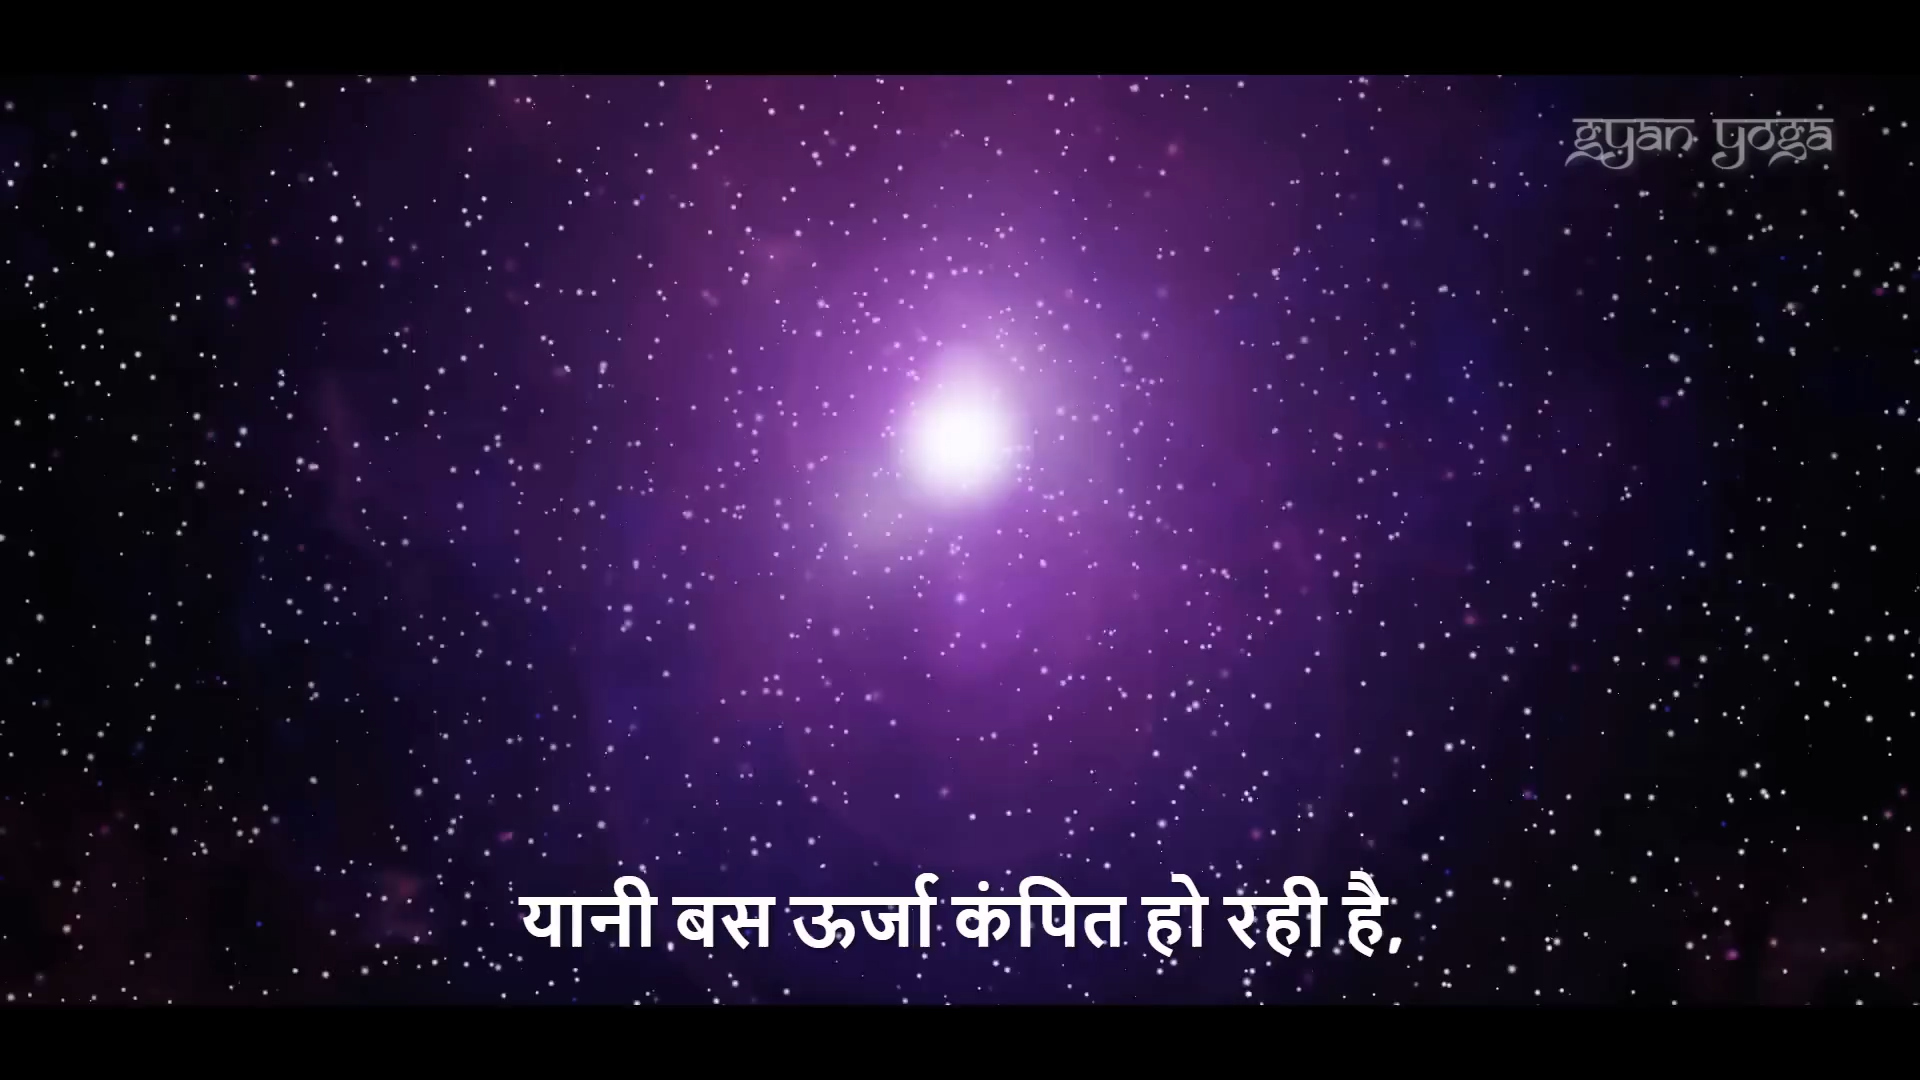 gyan yoga
यानी बस ऊर्जा कंपित हो रही है,